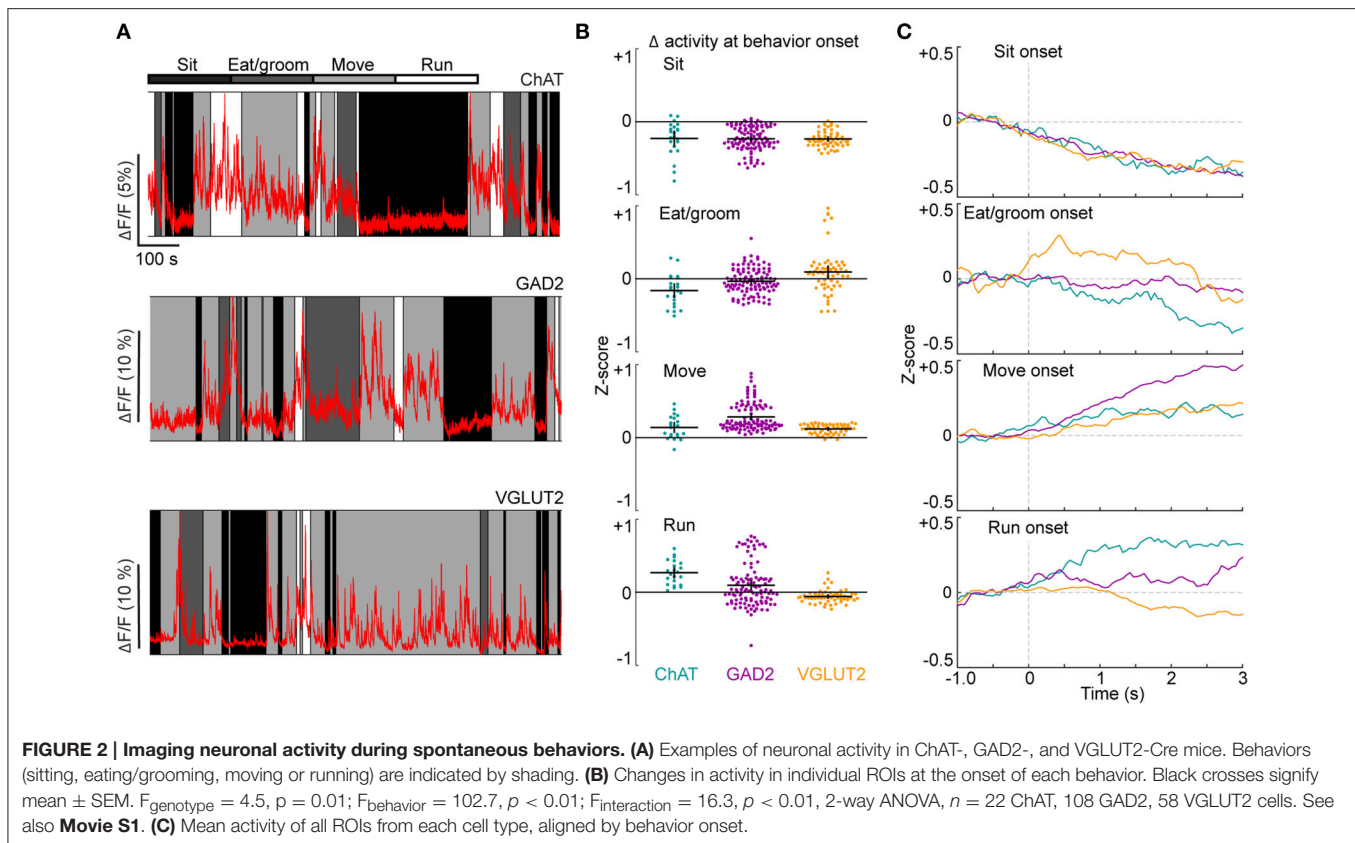 A
Sit Eat/groom Move Run
ChAT
ΔF/F (5%)
100 s
GAD2
ΔF/F (10 %)
VGLUT2
ΔF/F (10 %)
B
Δ activity at behavior onset
Sit
+1
0
-1
Eat/groom
+1
0
-1
Move
+1
0
-1
Run
+1
0
-1
Z-score
ChAT GAD2 VGLUT2
C
Sit onset
+0.5
0
-0.5
Eat/groom onset
+0.5
0
-0.5
Move onset
+0.5
0
-0.5
Run onset
+0.5
0
-0.5
Z-score
-1.0 0 1 2 3
Time (s)
FIGURE 2 | Imaging neuronal activity during spontaneous behaviors. (A) Examples of neuronal activity in ChAT-, GAD2-, and VGLUT2-Cre mice. Behaviors
(sitting, eating/grooming, moving or running) are indicated by shading. (B) Changes in activity in individual ROIs at the onset of each behavior. Black crosses signify
mean ± SEM. Fgenotype = 4.5, p = 0.01; Fbehavior = 102.7, p < 0.01; Finteraction = 16.3, p < 0.01, 2-way ANOVA, n = 22 ChAT, 108 GAD2, 58 VGLUT2 cells. See
also Movie S1. (C) Mean activity of all ROIs from each cell type, aligned by behavior onset.